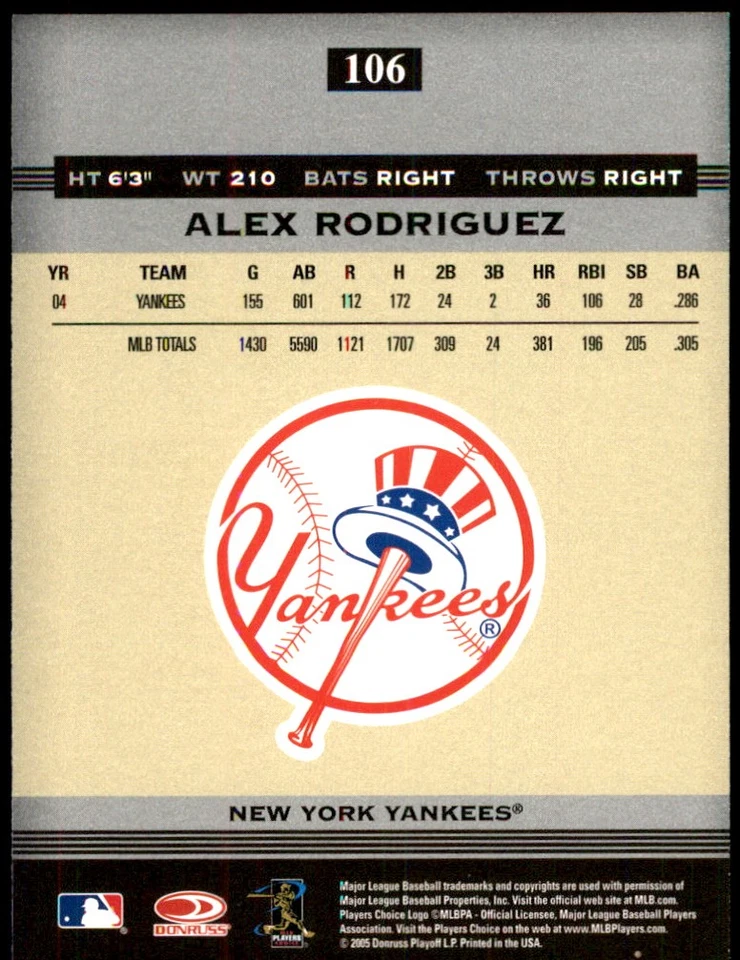 106
HT 6'3" WT 210 BATS RIGHT THROWS RIGHT
ALEX RODRIGUEZ
YR TEAM G AB R H 2B 3B HR RBI SB BA
04 YANKEES 155 601 112 172 24 2 36 106 28 .286
MLB TOTALS 1430 5590 1121 1707 309 24 381 196 205 .305
Yankees
®
NEW YORK YANKEES®
DONRUSS
PLAYERS
Major League Baseball trademarks and copyrights are used with permission of
Major League Baseball Properties, Inc. Visit the official web site at MLB.com.
Players Choice Logo ©MLBPA - Official Licensee, Major League Baseball Players
Association. Visit the Players Choice on the web at www.MLBPlayers.com.
© 2005 Donruss Playoff L.P. Printed in the USA.